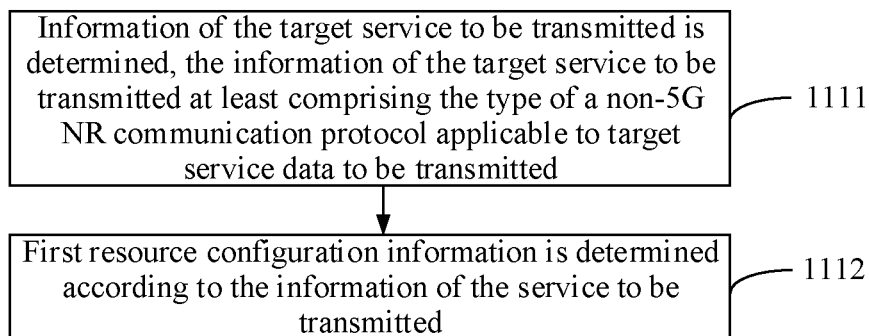 Information of the target service to be transmitted is
determined, the information of the target service to be
transmitted at least comprising the type of a non-5G
NR communication protocol applicable to target
service data to be transmitted
1111
First resource configuration information is determined
according to the information of the service to be
transmitted
1112